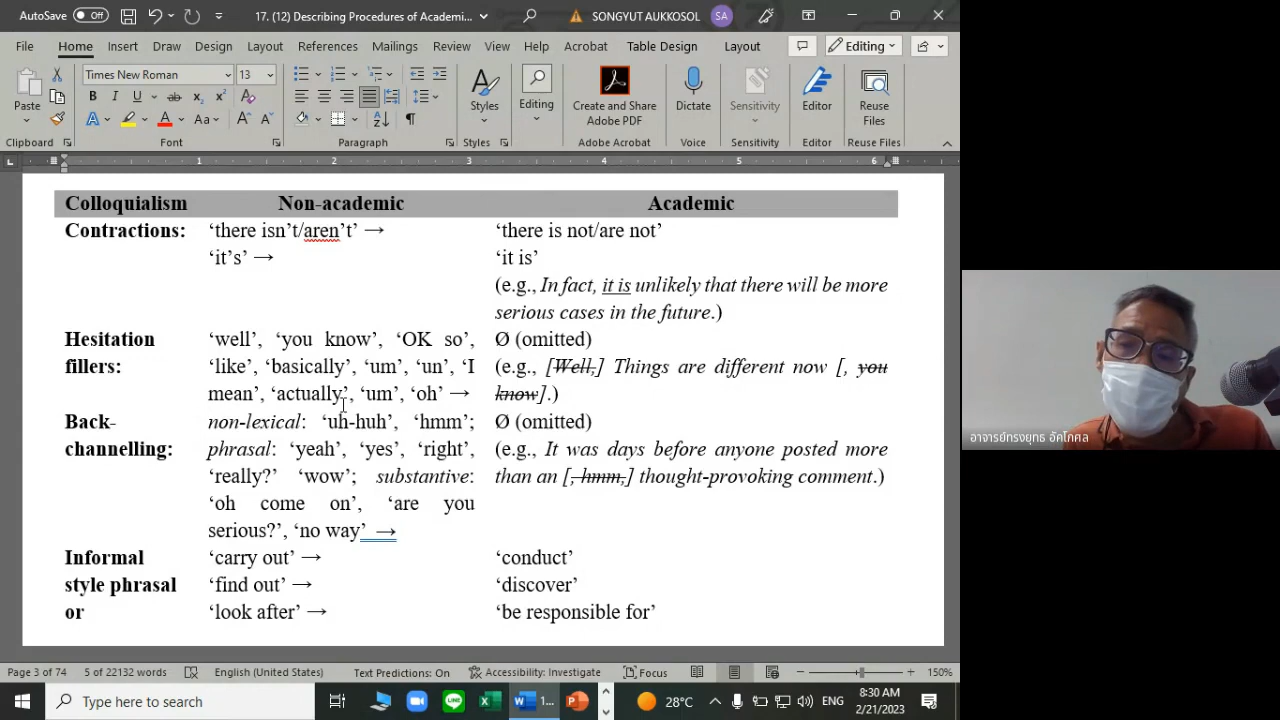 AutoSave Off 17. (12) Describing Procedures of Academi... SONGYUT AUKKOSOL SA
File Home Insert Draw Design Layout References Mailings Review View Help Acrobat Table Design Layout Editing
Times New Roman 13
Paste Styles Editing Create and Share Adobe PDF Dictate Sensitivity Editor Reuse Files
Clipboard Font Paragraph Styles Adobe Acrobat Voice Sensitivity Editor Reuse Files
1 2 3 4 5 6
Colloquialism Non-academic Academic
Contractions: ‘there isn’t/aren’t’ → ‘there is not/are not’
‘it’s’ → ‘it is’
(e.g., In fact, it is unlikely that there will be more
serious cases in the future.)
Hesitation ‘well’, ‘you know’, ‘OK so’, Ø (omitted)
fillers: ‘like’, ‘basically’, ‘um’, ‘un’, ‘I (e.g., [Well,] Things are different now [, you
mean’, ‘actually’, ‘um’, ‘oh’ → know].)
Back- non-lexical: ‘uh-huh’, ‘hmm’; Ø (omitted)
channelling: phrasal: ‘yeah’, ‘yes’, ‘right’, (e.g., It was days before anyone posted more
‘really?’ ‘wow’; substantive: than an [, hmm,] thought-provoking comment.)
‘oh come on’, ‘are you
serious?’, ‘no way’ →
Informal ‘carry out’ → ‘conduct’
style phrasal ‘find out’ → ‘discover’
or ‘look after’ → ‘be responsible for’
อาจารย์ทรงยุทธ อัคโกศล
Page 3 of 74 5 of 22132 words English (United States) Text Predictions: On Accessibility: Investigate Focus 150%
Type here to search 1... 28°C ENG 8:30 AM
2/21/2023